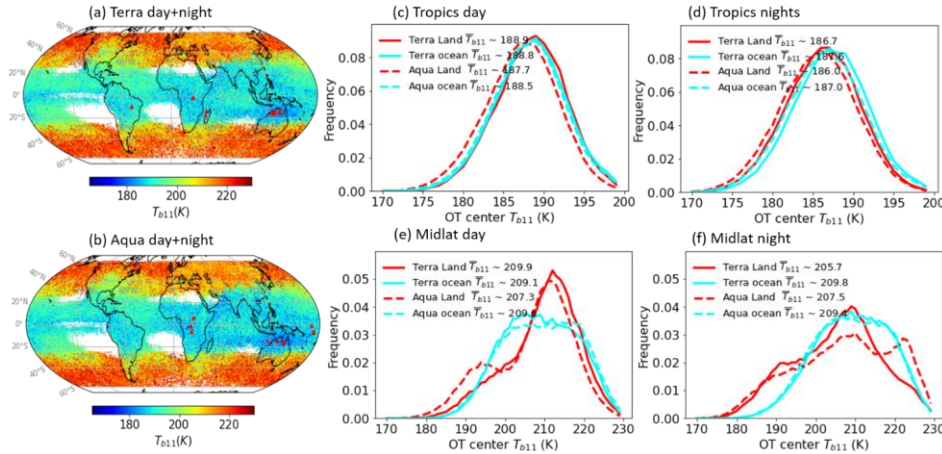 (a) Terra day+night
60°N
40°N
20°N
0°
20°S
40°S
60°S
180 200 220
T_b11(K)
(b) Aqua day+night
60°N
40°N
20°N
0°
20°S
40°S
60°S
180 200 220
T_b11(K)
(c) Tropics day
Frequency
0.08
0.06
0.04
0.02
0.00
Terra Land T̅_b11 ~ 188.9
Terra ocean T̅_b11 ~ 188.8
Aqua Land T̅_b11 ~ 187.7
Aqua ocean T̅_b11 ~ 188.5
170 175 180 185 190 195 200
OT center T_b11 (K)
(d) Tropics nights
Frequency
0.08
0.06
0.04
0.02
0.00
Terra Land T̅_b11 ~ 186.7
Terra ocean T̅_b11 ~
Aqua Land T̅_b11 ~ 186.0
Aqua ocean T̅_b11 ~ 187.0
170 175 180 185 190 195 200
OT center T_b11 (K)
(e) Midlat day
Frequency
0.05
0.04
0.03
0.02
0.01
0.00
Terra Land T̅_b11 ~ 209.9
Terra ocean T̅_b11 ~ 209.1
Aqua Land T̅_b11 ~ 207.3
Aqua ocean T̅_b11
170 180 190 200 210 220 230
OT center T_b11 (K)
(f) Midlat night
Frequency
0.05
0.04
0.03
0.02
0.01
0.00
Terra Land T̅_b11 ~ 205.7
Terra ocean T̅_b11 ~ 209.8
Aqua Land T̅_b11 ~ 207.5
Aqua ocean T̅_b11 ~ 209.4
170 180 190 200 210 220 230
OT center T_b11 (K)